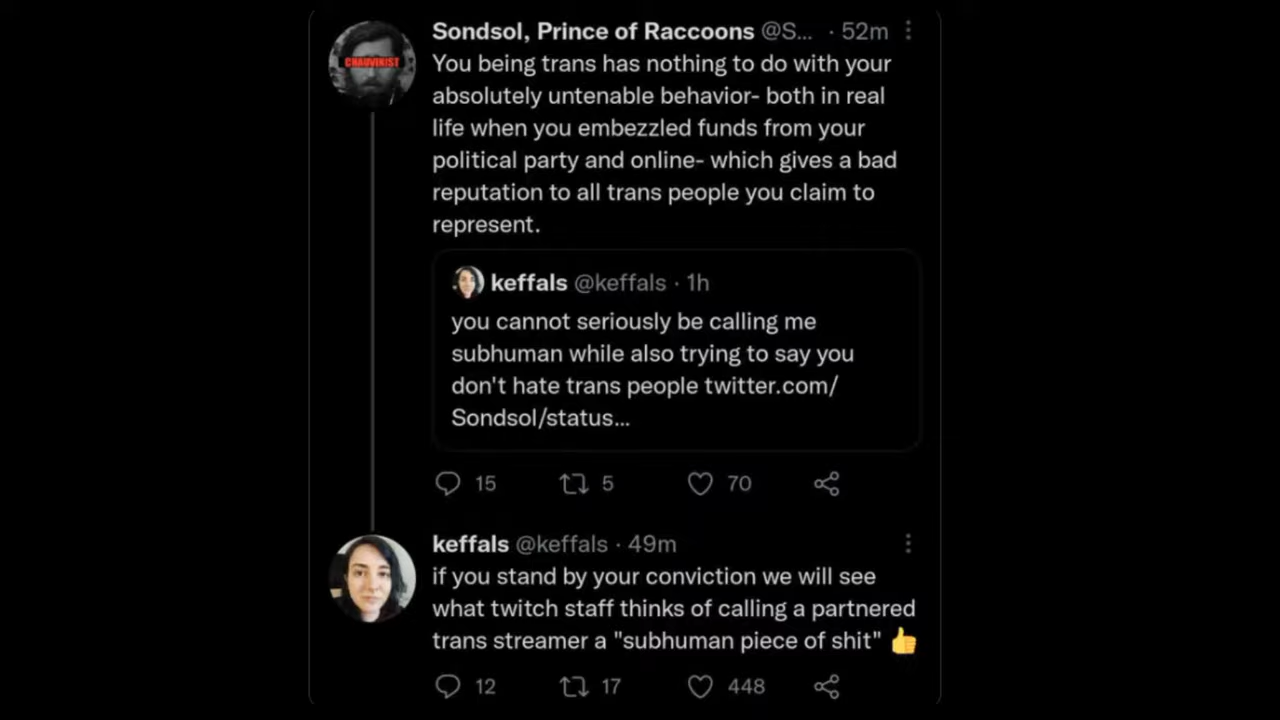 Sondsol, Prince of Raccoons @S... · 52m
CHAUVINIST
You being trans has nothing to do with your
absolutely untenable behavior- both in real
life when you embezzled funds from your
political party and online- which gives a bad
reputation to all trans people you claim to
represent.
keffals @keffals · 1h
you cannot seriously be calling me
subhuman while also trying to say you
don't hate trans people twitter.com/
Sondsol/status...
15 5 70
keffals @keffals · 49m
if you stand by your conviction we will see
what twitch staff thinks of calling a partnered
trans streamer a "subhuman piece of shit" 👍
12 17 448